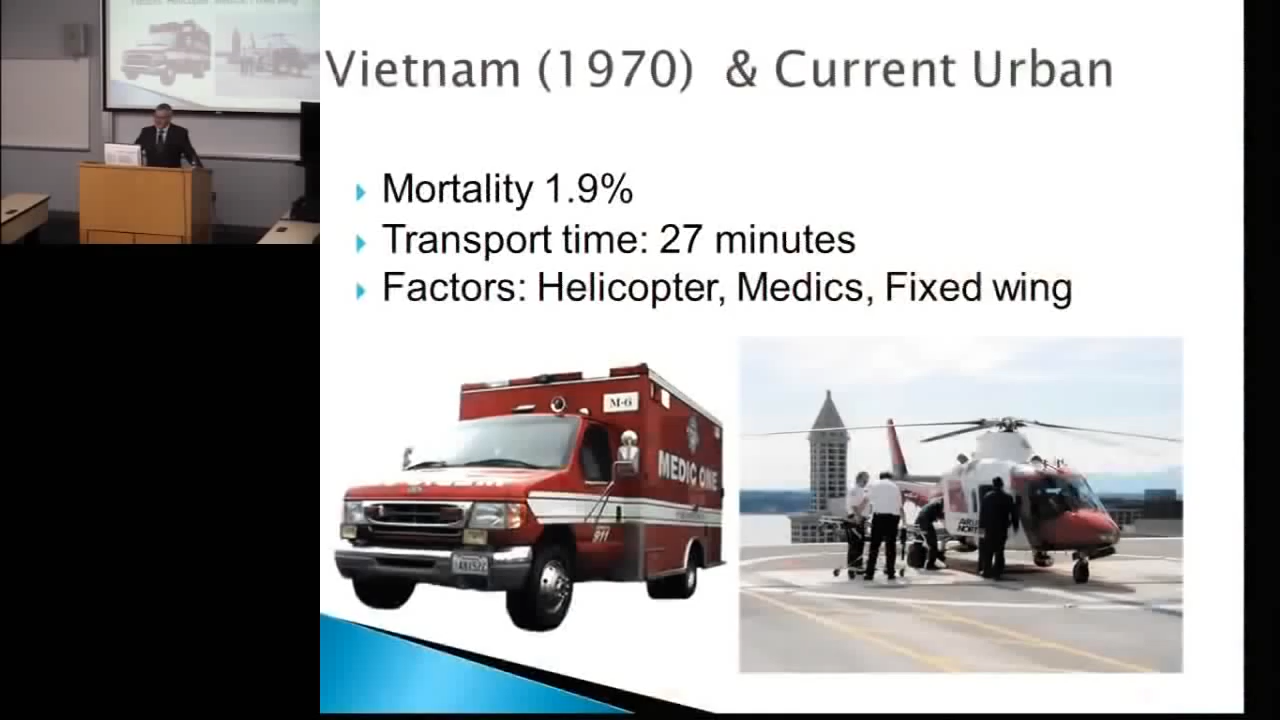 Vietnam (1970) & Current Urban
Mortality 1.9%
Transport time: 27 minutes
Factors: Helicopter, Medics, Fixed wing
M-6
MEDIC ONE
911